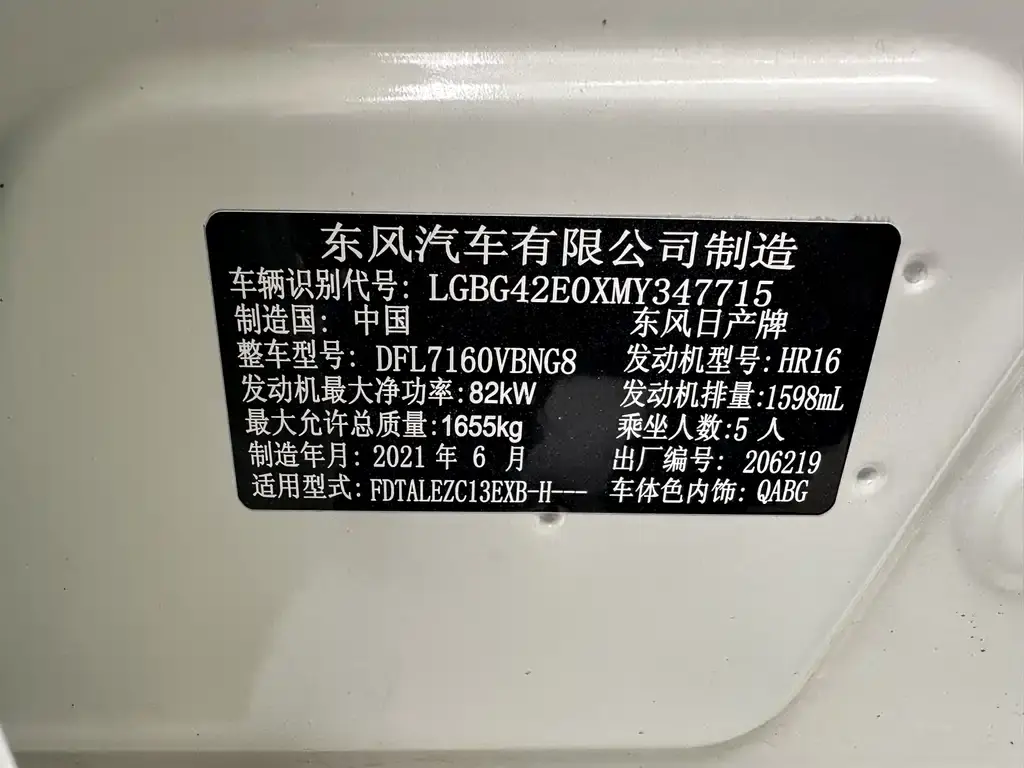 东风汽车有限公司制造
车辆识别代号: LGBG42E0XMY347715
制造国: 中国 东风日产牌
整车型号: DFL7160VBNG8 发动机型号: HR16
发动机最大净功率:82kW 发动机排量:1598mL
最大允许总质量:1655kg 乘坐人数:5 人
制造年月: 2021 年 6 月 出厂编号: 206219
适用型式: FDTALEZC13EXB-H--- 车体色内饰: QABG